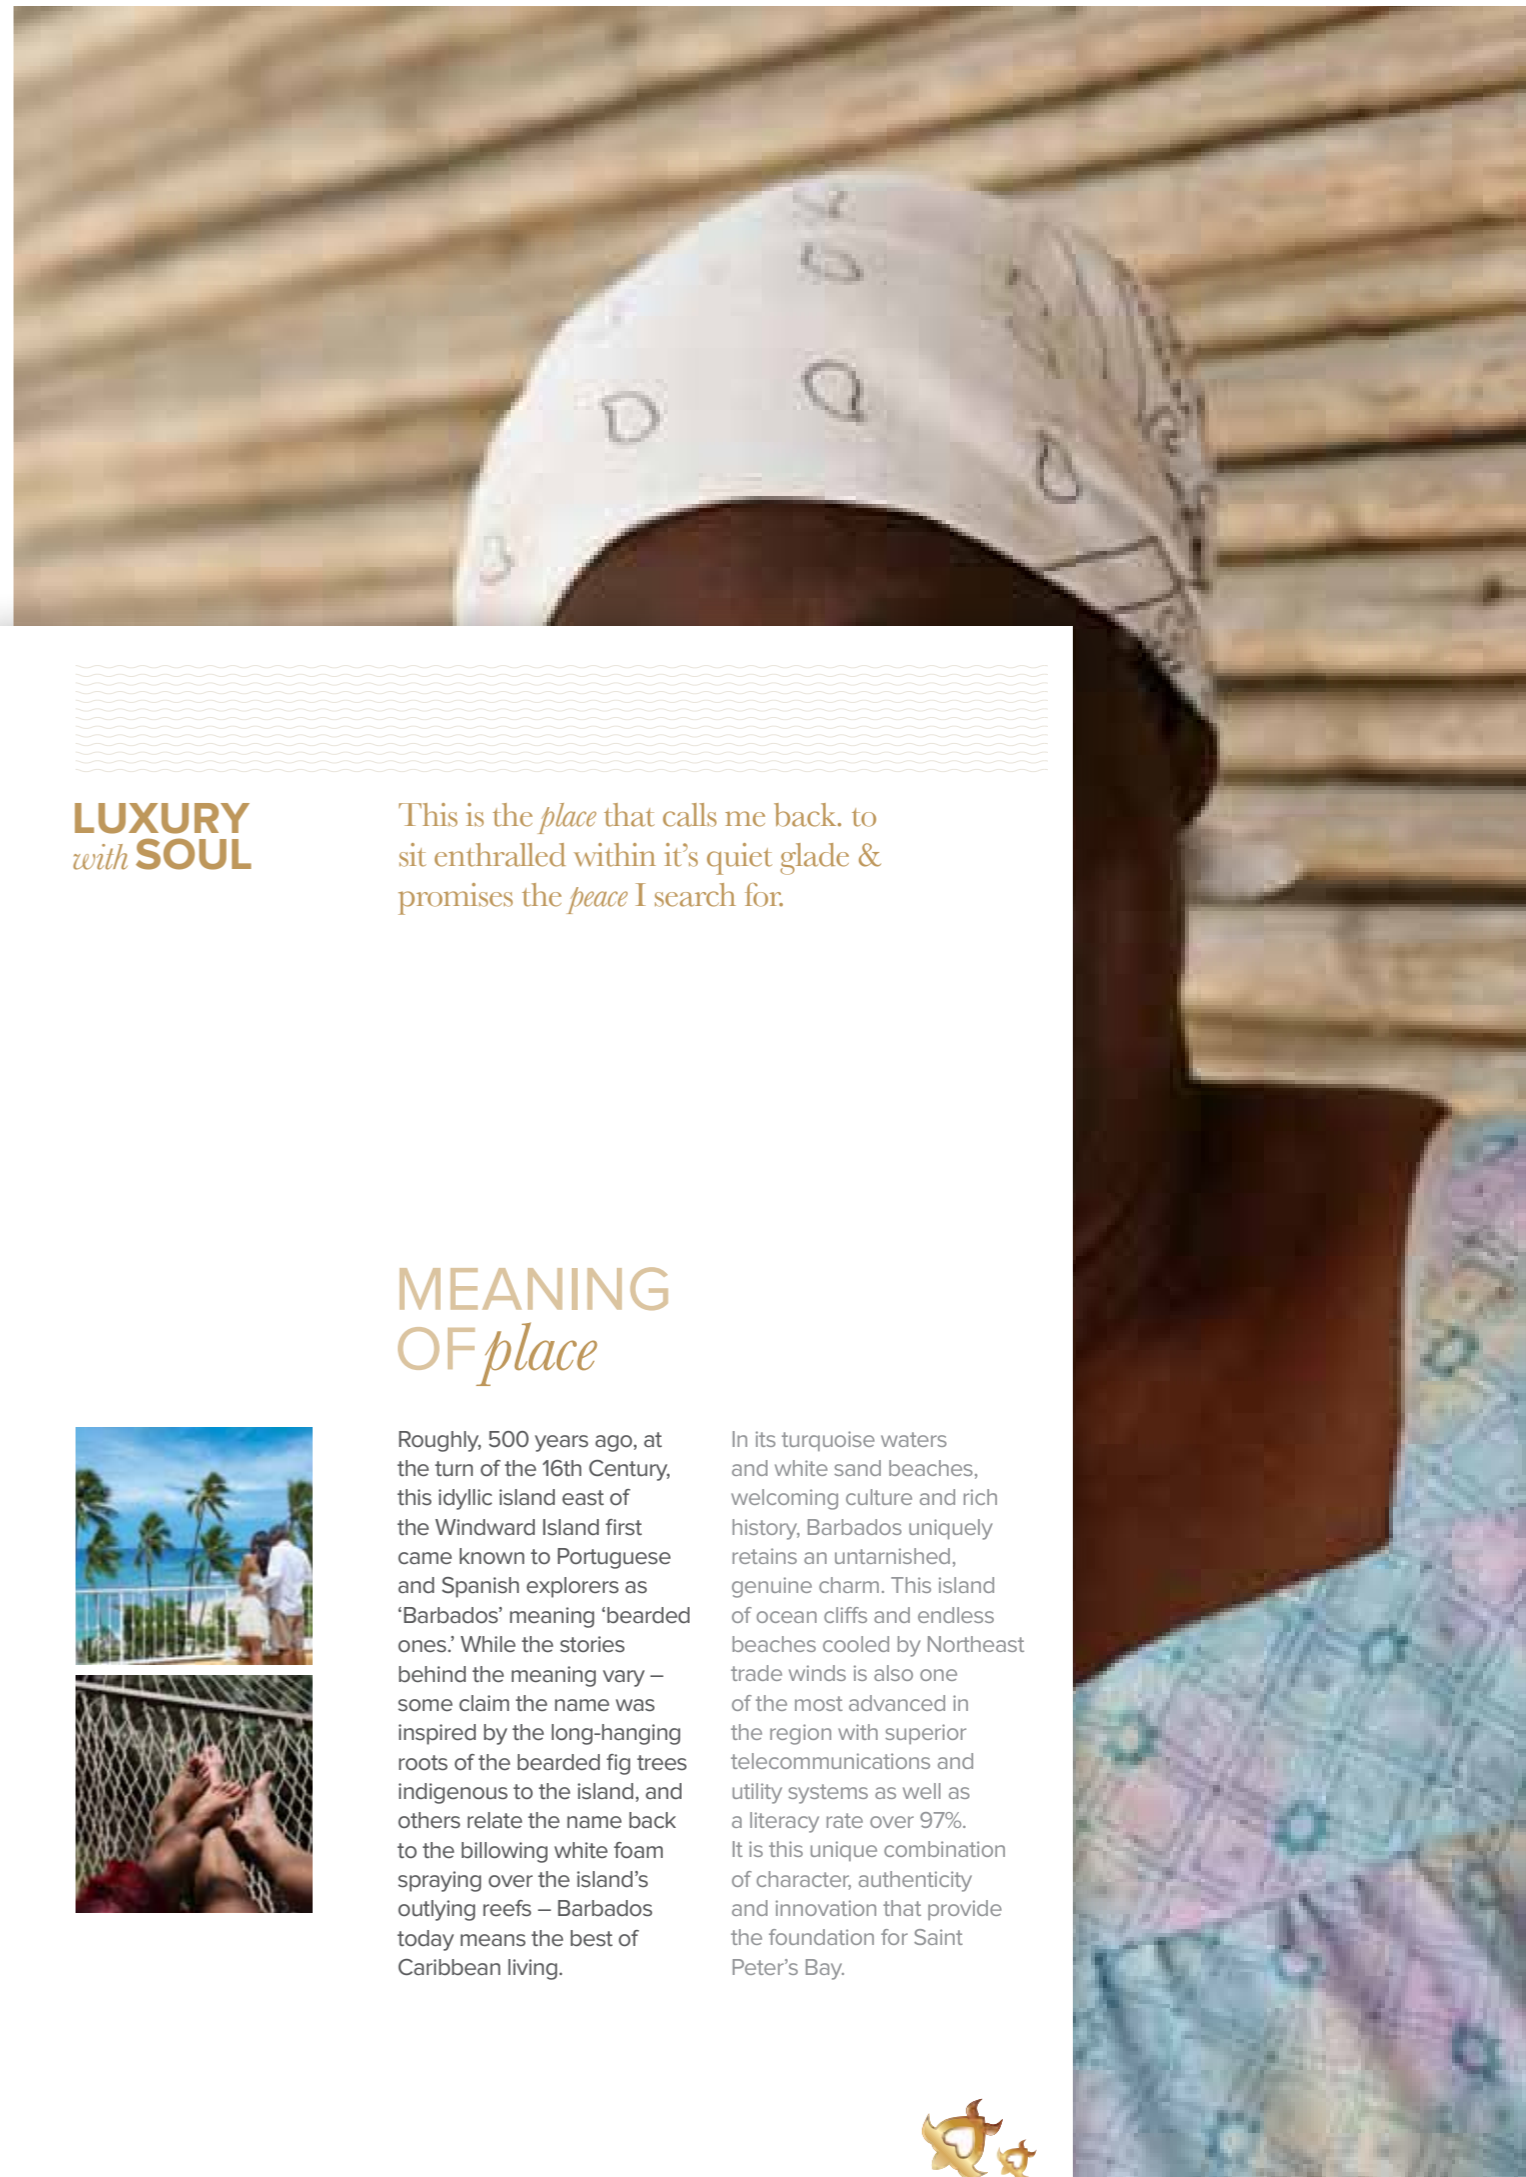 LUXURY
with SOUL
This is the place that calls me back. to
sit enthralled within it’s quiet glade &
promises the peace I search for.
MEANING
OF place
Roughly, 500 years ago, at
the turn of the 16th Century,
this idyllic island east of
the Windward Island first
came known to Portuguese
and Spanish explorers as
‘Barbados’ meaning ‘bearded
ones.’ While the stories
behind the meaning vary –
some claim the name was
inspired by the long-hanging
roots of the bearded fig trees
indigenous to the island, and
others relate the name back
to the billowing white foam
spraying over the island’s
outlying reefs – Barbados
today means the best of
Caribbean living.
In its turquoise waters
and white sand beaches,
welcoming culture and rich
history, Barbados uniquely
retains an untarnished,
genuine charm. This island
of ocean cliffs and endless
beaches cooled by Northeast
trade winds is also one
of the most advanced in
the region with superior
telecommunications and
utility systems as well as
a literacy rate over 97%.
It is this unique combination
of character, authenticity
and innovation that provide
the foundation for Saint
Peter’s Bay.